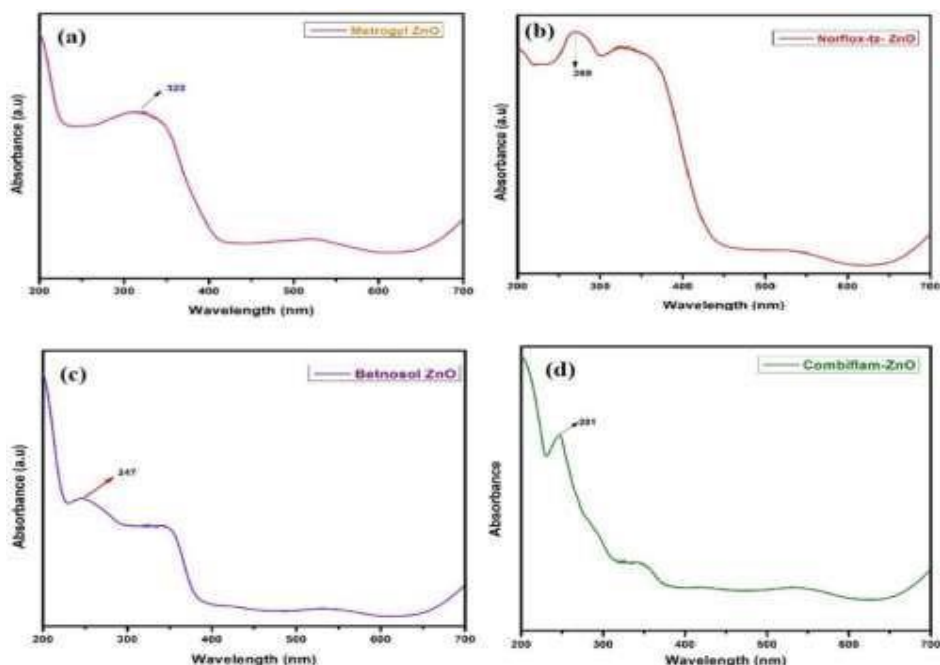 (a)
Metrogyl ZnO
322
Absorbance (a.u)
200 300 400 500 600 700
Wavelength (nm)
(b)
Norflox-tz- ZnO
269
Absorbance (a.u)
200 300 400 500 600 700
Wavelength (nm)
(c)
Betnosol ZnO
247
Absorbance (a.u)
200 300 400 500 600 700
Wavelength (nm)
(d)
Combiflam-ZnO
Absorbance
200 300 400 500 600 700
Wavelength (nm)